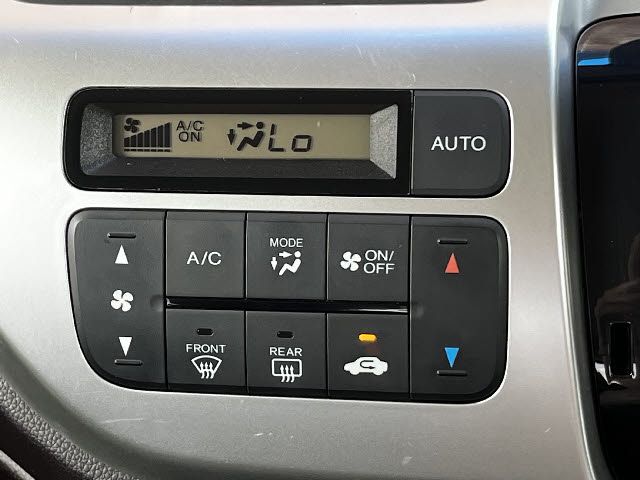 A/C
ON
Lo
AUTO
A/C
MODE
ON/
OFF
FRONT
REAR